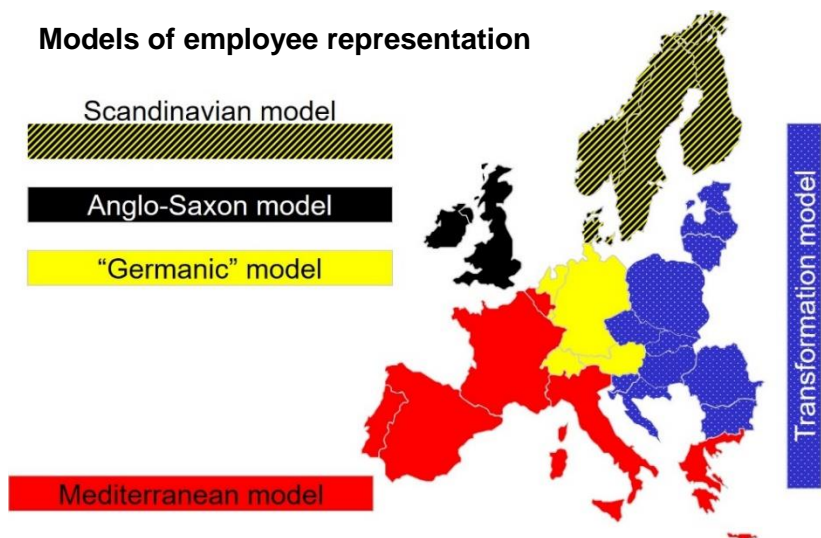 Models of employee representation
Scandinavian model
Anglo-Saxon model
“Germanic” model
Transformation model
Mediterranean model